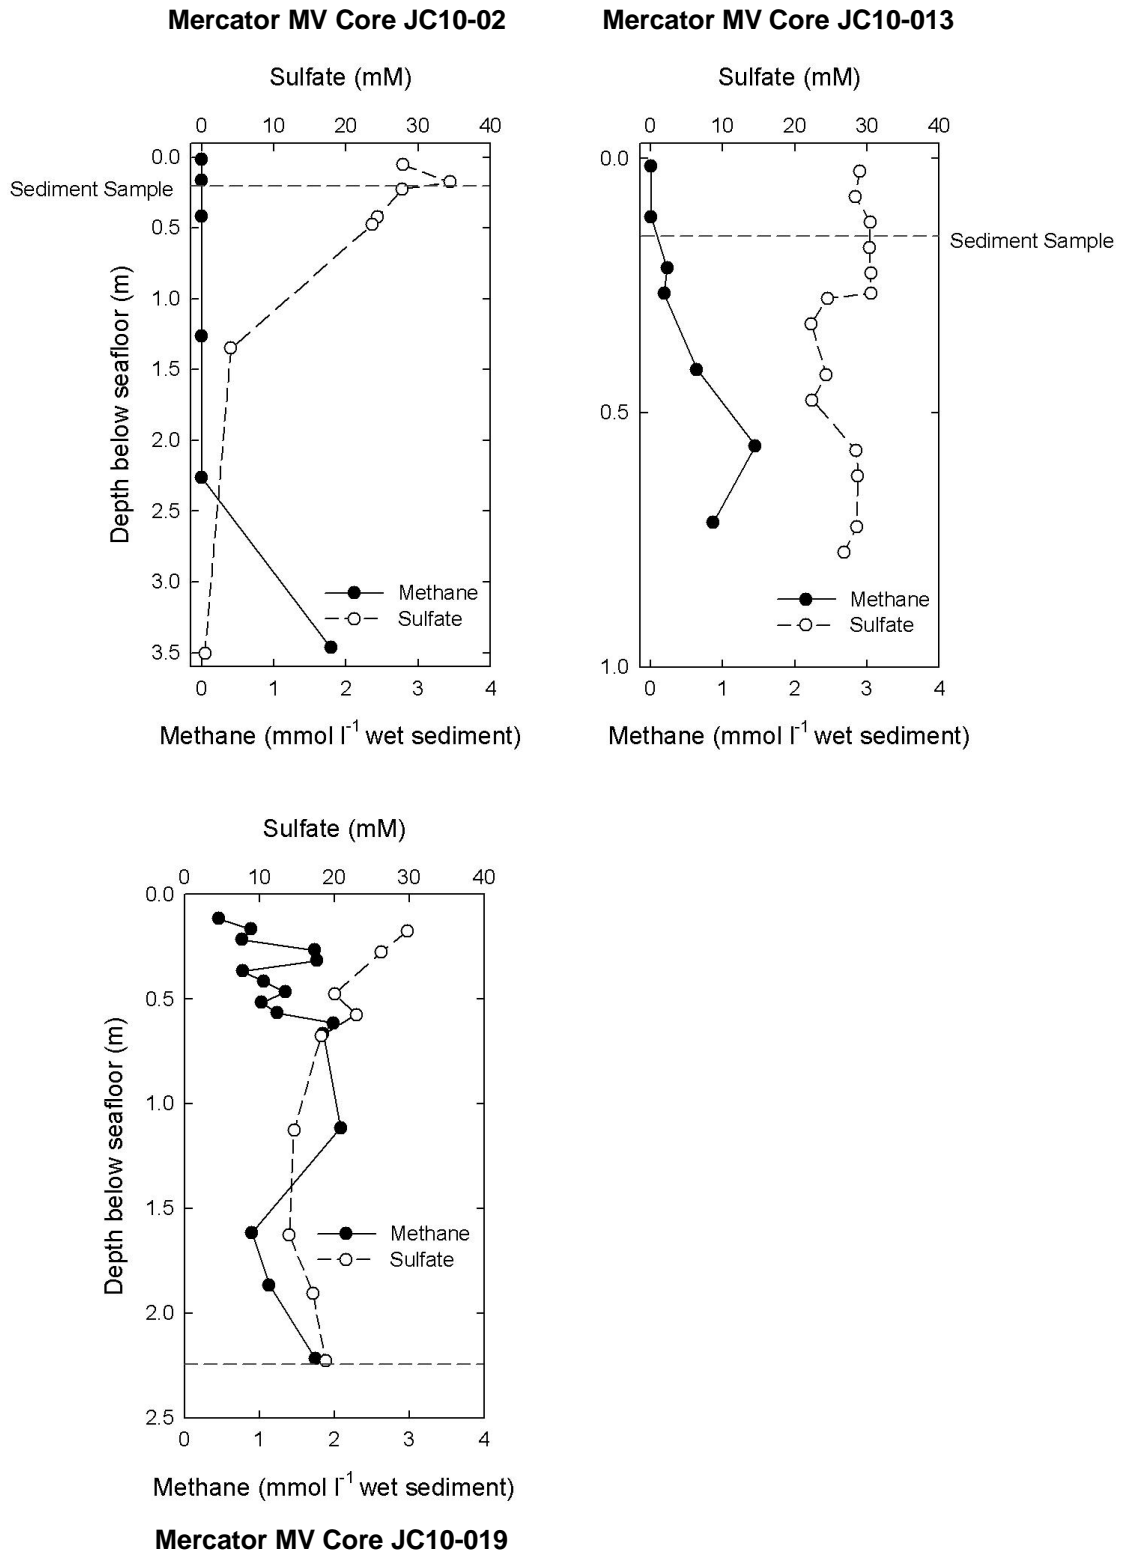 Mercator MV Core JC10-02
Sulfate (mM)
0 10 20 30 40
0.0
Sediment Sample
0.5
1.0
1.5
2.0
2.5
3.0
3.5
Depth below seafloor (m)
Methane
Sulfate
0 1 2 3 4
Methane (mmol l-1 wet sediment)
Mercator MV Core JC10-013
Sulfate (mM)
0 10 20 30 40
0.0
Sediment Sample
0.5
1.0
Methane
Sulfate
0 1 2 3 4
Methane (mmol l-1 wet sediment)
Sulfate (mM)
0 10 20 30 40
0.0
0.5
1.0
1.5
2.0
2.5
Depth below seafloor (m)
Methane
Sulfate
0 1 2 3 4
Methane (mmol l-1 wet sediment)
Mercator MV Core JC10-019